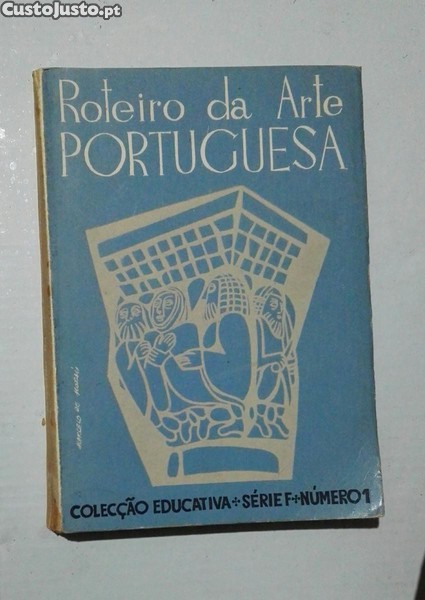 CustoJusto.pt
Roteiro da Arte
PORTUGUESA
COLECÇÃO EDUCATIVA + SÉRIE F + NÚMERO 1